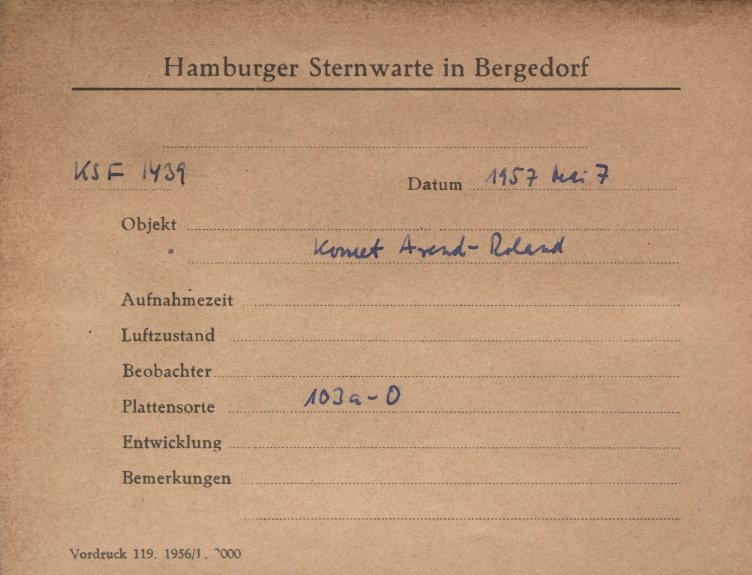 Hamburger Sternwarte in Bergedorf
KSF 1439
Datum 1957 Mai 7
Objekt
Komet Arend-Roland
Aufnahmezeit
Luftzustand
Beobachter
Plattensorte 103a-O
Entwicklung
Bemerkungen
Vordruck 119. 1956/1.